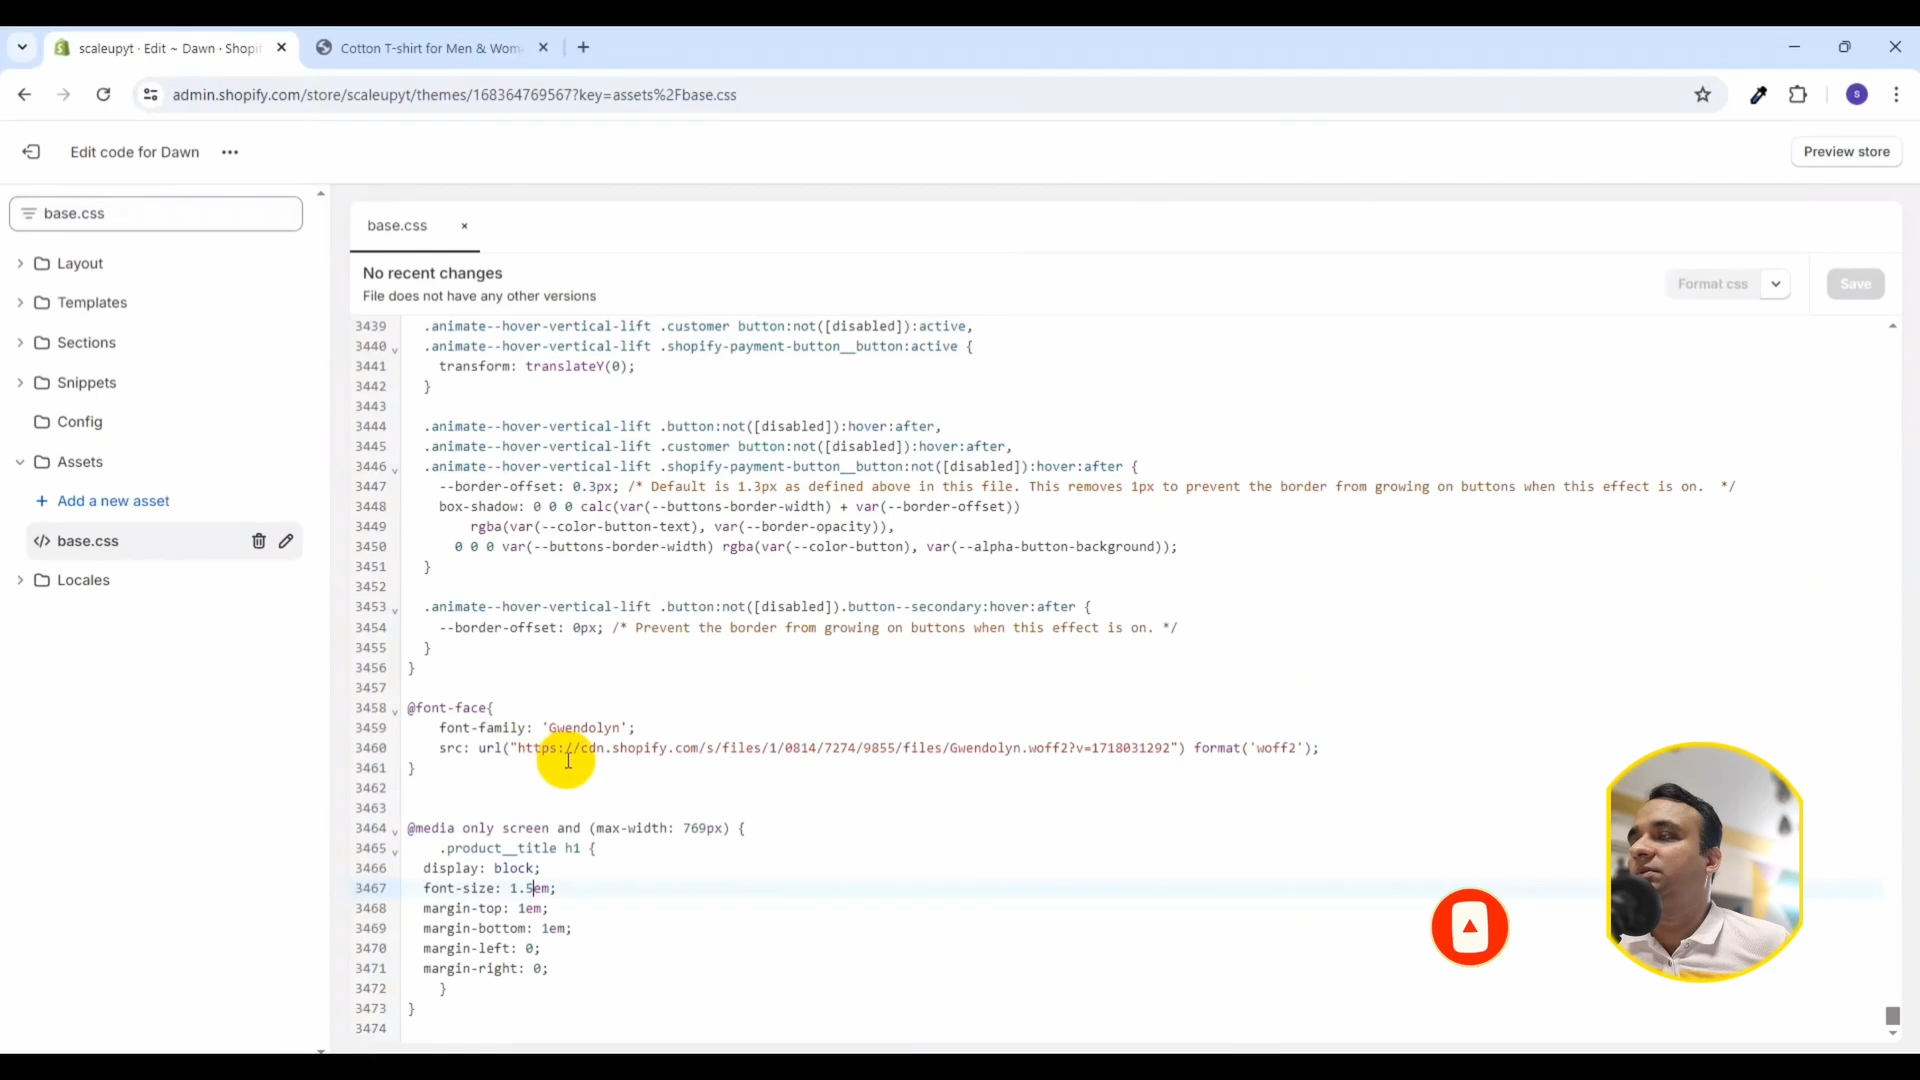 scaleupyt · Edit ~ Dawn · Shopi
Cotton T-shirt for Men & Wom
admin.shopify.com/store/scaleupyt/themes/168364769567?key=assets%2Fbase.css
S
Edit code for Dawn
Preview store
base.css
Layout
Templates
Sections
Snippets
Config
Assets
+ Add a new asset
</> base.css
Locales
base.css ×
No recent changes
File does not have any other versions
Format css
Save
3439 .animate--hover-vertical-lift .customer button:not([disabled]):active,
3440 .animate--hover-vertical-lift .shopify-payment-button__button:active {
3441 transform: translateY(0);
3442 }
3443
3444 .animate--hover-vertical-lift .button:not([disabled]):hover:after,
3445 .animate--hover-vertical-lift .customer button:not([disabled]):hover:after,
3446 .animate--hover-vertical-lift .shopify-payment-button__button:not([disabled]):hover:after {
3447 --border-offset: 0.3px; /* Default is 1.3px as defined above in this file. This removes 1px to prevent the border from growing on buttons when this effect is on.  */
3448 box-shadow: 0 0 0 calc(var(--buttons-border-width) + var(--border-offset))
3449 rgba(var(--color-button-text), var(--border-opacity)),
3450 0 0 0 var(--buttons-border-width) rgba(var(--color-button), var(--alpha-button-background));
3451 }
3452
3453 .animate--hover-vertical-lift .button:not([disabled]).button--secondary:hover:after {
3454 --border-offset: 0px; /* Prevent the border from growing on buttons when this effect is on. */
3455 }
3456 }
3457
3458 @font-face{
3459 font-family: 'Gwendolyn';
3460 src: url("https://cdn.shopify.com/s/files/1/0814/7274/9855/files/Gwendolyn.woff2?v=1718031292") format('woff2');
3461 }
3462
3463
3464 @media only screen and (max-width: 769px) {
3465 .product__title h1 {
3466 display: block;
3467 font-size: 1.5em;
3468 margin-top: 1em;
3469 margin-bottom: 1em;
3470 margin-left: 0;
3471 margin-right: 0;
3472 }
3473 }
3474